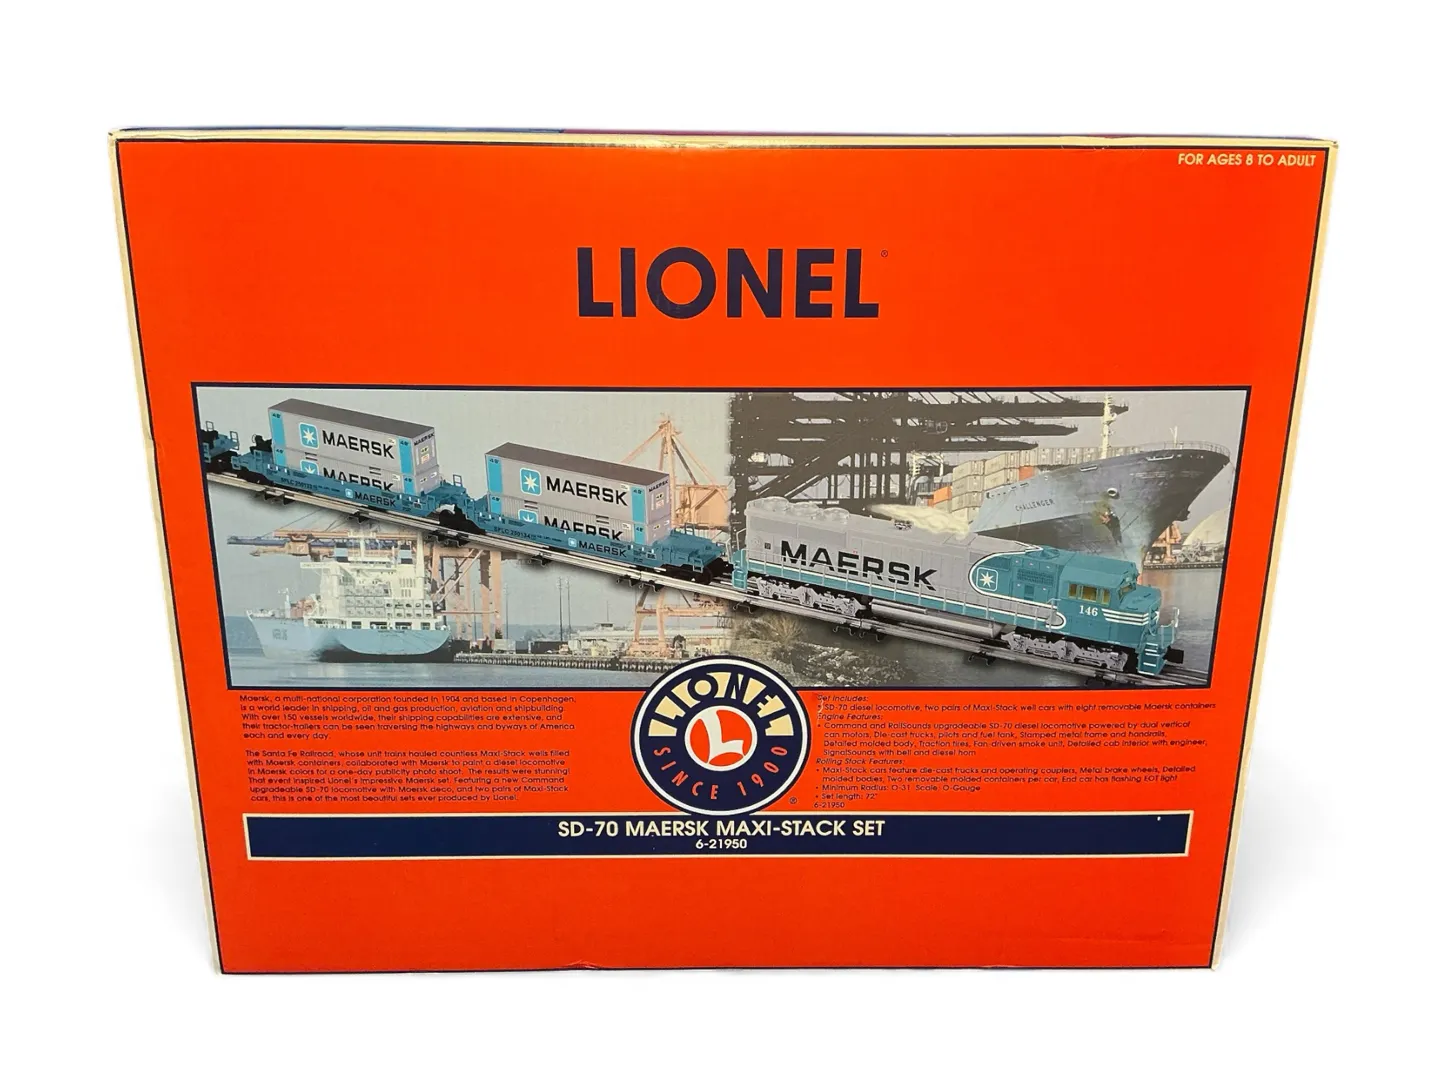 FOR AGES 8 TO ADULT
LIONEL®
MAERSK
MAERSK
MAERSK
MAERSK
MAERSK
MAERSK
CHALLENGER
MAERSK
146
Maersk, a multi-national corporation founded in 1904 and based in Copenhagen,
is a world leader in shipping, oil and gas production, aviation and shipbuilding.
With over 150 vessels worldwide, their shipping capabilities are extensive, and
their tractor-trailers can be seen traversing the highways and byways of America
each and every day.
The Santa Fe Railroad, whose unit trains hauled countless Maxi-Stack wells filled
with Maersk containers, collaborated with Maersk to paint a diesel locomotive
in Maersk colors for a one-day publicity photo shoot. The results were stunning!
That event inspired Lionel's impressive Maersk set. Featuring a new Command
upgradeable SD-70 locomotive with Maersk deco, and two pairs of Maxi-Stack
cars, this is one of the most beautiful sets ever produced by Lionel.
LIONEL
L
SINCE 1900
®
Set Includes:
SD-70 diesel locomotive, two pairs of Maxi-Stack well cars with eight removable Maersk containers
Engine Features:
• Command and RailSounds upgradeable SD-70 diesel locomotive powered by dual vertical
can motors, Die-cast trucks, pilots and fuel tank, Stamped metal frame and handrails,
Detailed molded body, Traction tires, Fan-driven smoke unit, Detailed cab interior with engineer,
SignalSounds with bell and diesel horn
Rolling Stock Features:
• Maxi-Stack cars feature die-cast trucks and operating couplers, Metal brake wheels, Detailed
molded bodies, Two removable molded containers per car, End car has flashing EOT light
• Minimum Radius: O-31 Scale: O-Gauge
• Set length: 72"
6-21950
SD-70 MAERSK MAXI-STACK SET
6-21950